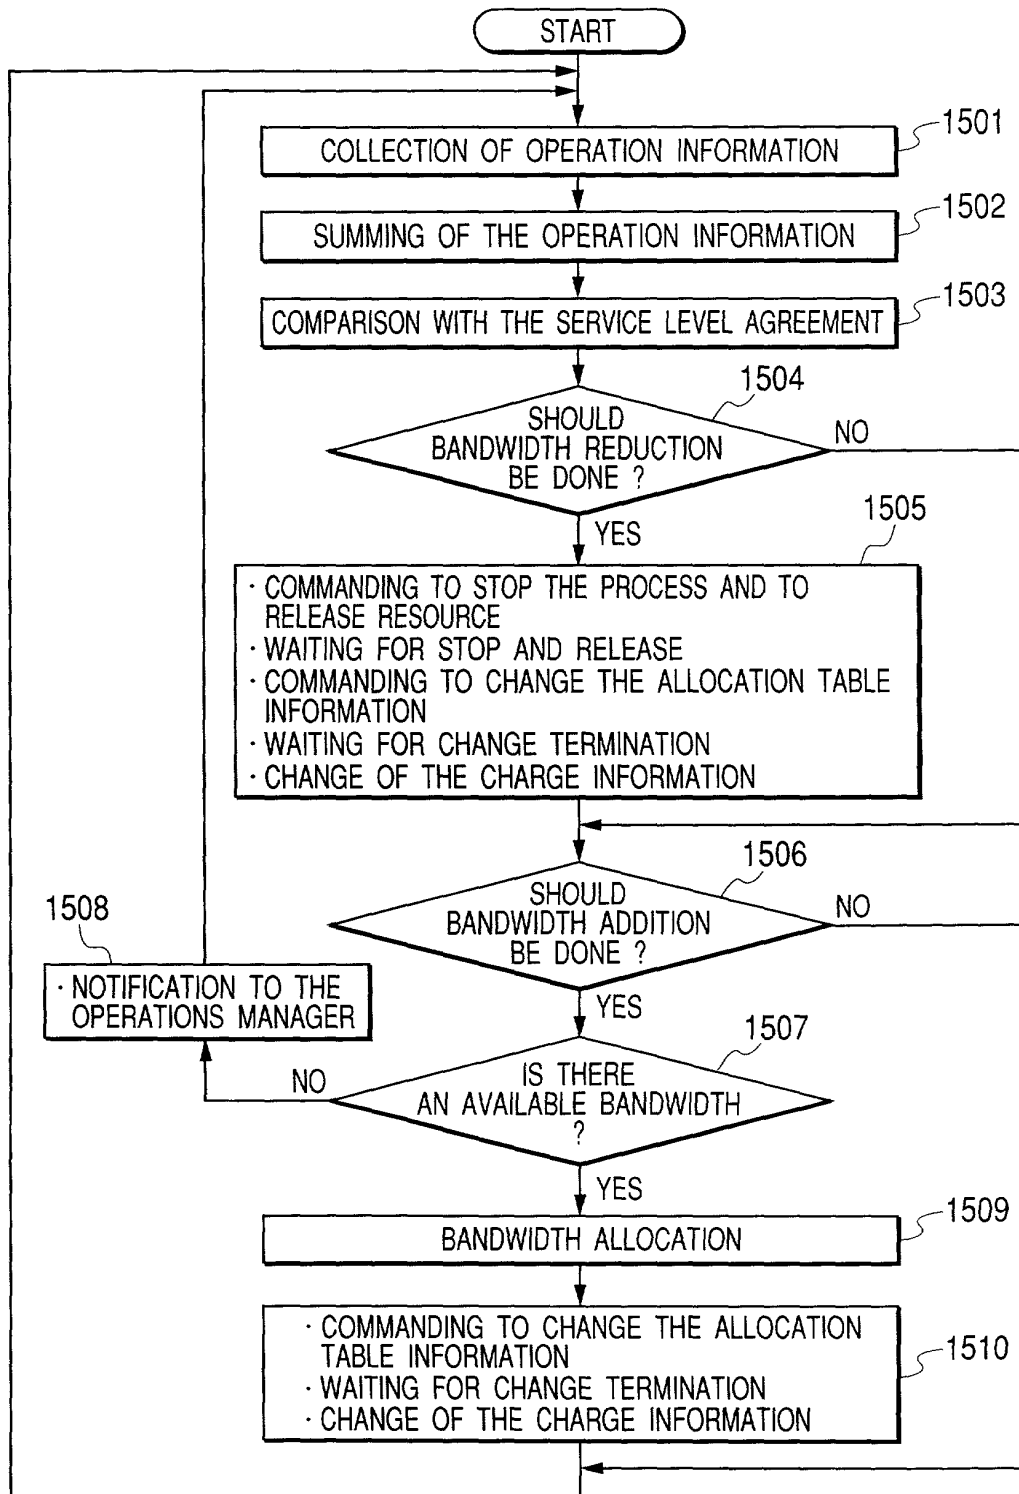 START
1501
COLLECTION OF OPERATION INFORMATION
1502
SUMMING OF THE OPERATION INFORMATION
1503
COMPARISON WITH THE SERVICE LEVEL AGREEMENT
1504
SHOULD
BANDWIDTH REDUCTION
BE DONE ?
NO
YES
1505
· COMMANDING TO STOP THE PROCESS AND TO
RELEASE RESOURCE
· WAITING FOR STOP AND RELEASE
· COMMANDING TO CHANGE THE ALLOCATION TABLE
INFORMATION
· WAITING FOR CHANGE TERMINATION
· CHANGE OF THE CHARGE INFORMATION
1506
SHOULD
BANDWIDTH ADDITION
BE DONE ?
NO
YES
1508
· NOTIFICATION TO THE
OPERATIONS MANAGER
1507
IS THERE
AN AVAILABLE BANDWIDTH
?
NO
YES
1509
BANDWIDTH ALLOCATION
1510
· COMMANDING TO CHANGE THE ALLOCATION
TABLE INFORMATION
· WAITING FOR CHANGE TERMINATION
· CHANGE OF THE CHARGE INFORMATION